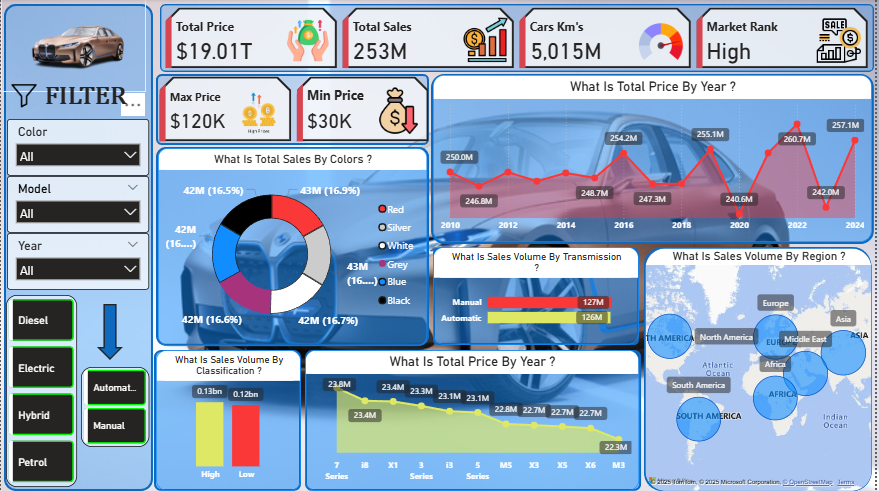 FILTER
...
Color
All
Model
All
Year
All
Diesel
Electric
Hybrid
Petrol
Automat..
Manual
Total Price
$19.01T
Total Sales
253M
Cars Km's
5,015M
Market Rank
High
SALE
Max Price
$120K
High Prices
Min Price
$30K
What Is Total Price By Year ?
250.0M
246.8M
248.7M
254.2M
247.3M
255.1M
240.6M
260.7M
242.0M
257.1M
2010
2012
2014
2016
2018
2020
2022
2024
What Is Total Sales By Colors ?
42M (16.5%)
43M (16.9%)
42M
(16....)
43M
(16....)
42M (16.6%)
42M (16.7%)
Red
Silver
White
Grey
Blue
Black
What Is Sales Volume By Transmission
?
Manual
127M
Automatic
126M
What Is Sales Volume By Region ?
Europe
Asia
North America
Middle East
Africa
South America
TH AMERICA
EUR
ASIA
Atlantic
Ocean
AFRICA
SOUTH AMERICA
Indian
Ocean
© 2025 TomTom, © 2025 Microsoft Corporation, © OpenStreetMap Terms
What Is Sales Volume By
Classification ?
0.13bn
0.12bn
High
Low
What Is Total Price By Year ?
23.8M
23.4M
23.4M
23.3M
23.1M
23.1M
22.8M
22.7M
22.7M
22.7M
22.3M
7
Series
i8
X1
3
Series
i3
5
Series
M5
X3
X5
X6
M3